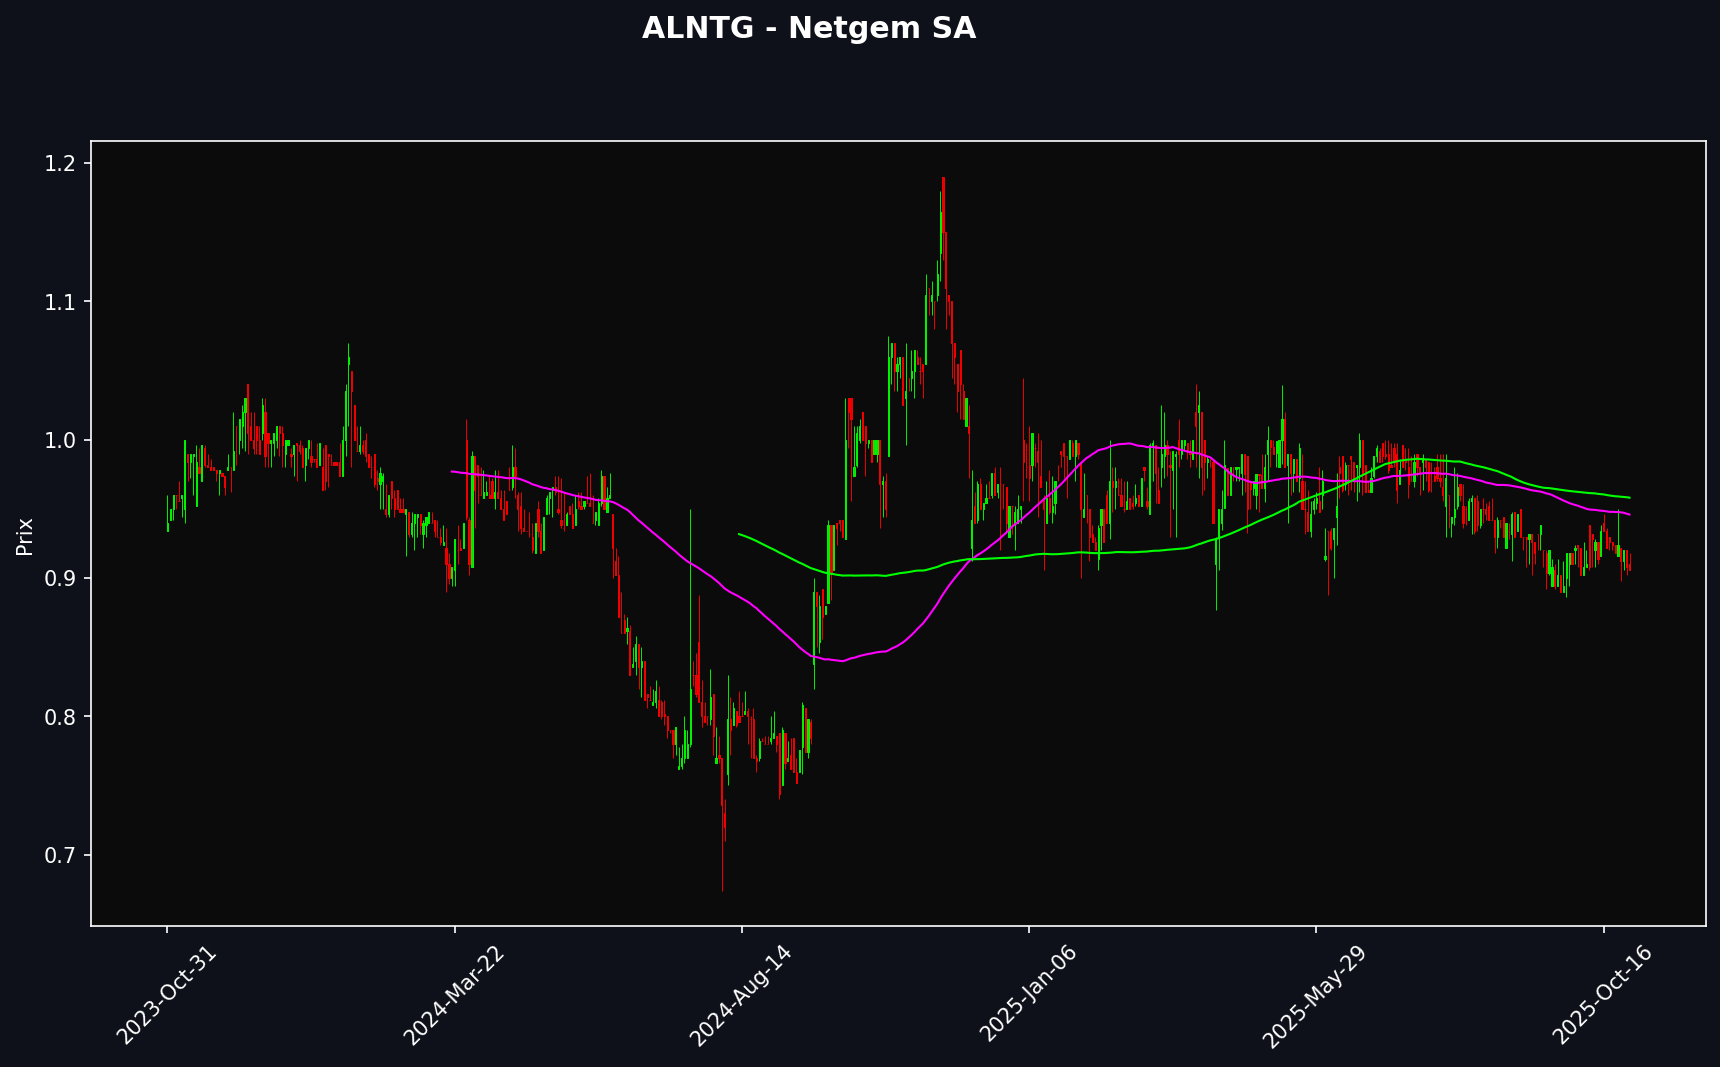 ALNTG - Netgem SA
Prix
1.2
1.1
1.0
0.9
0.8
0.7
2023-Oct-31
2024-Mar-22
2024-Aug-14
2025-Jan-06
2025-May-29
2025-Oct-16